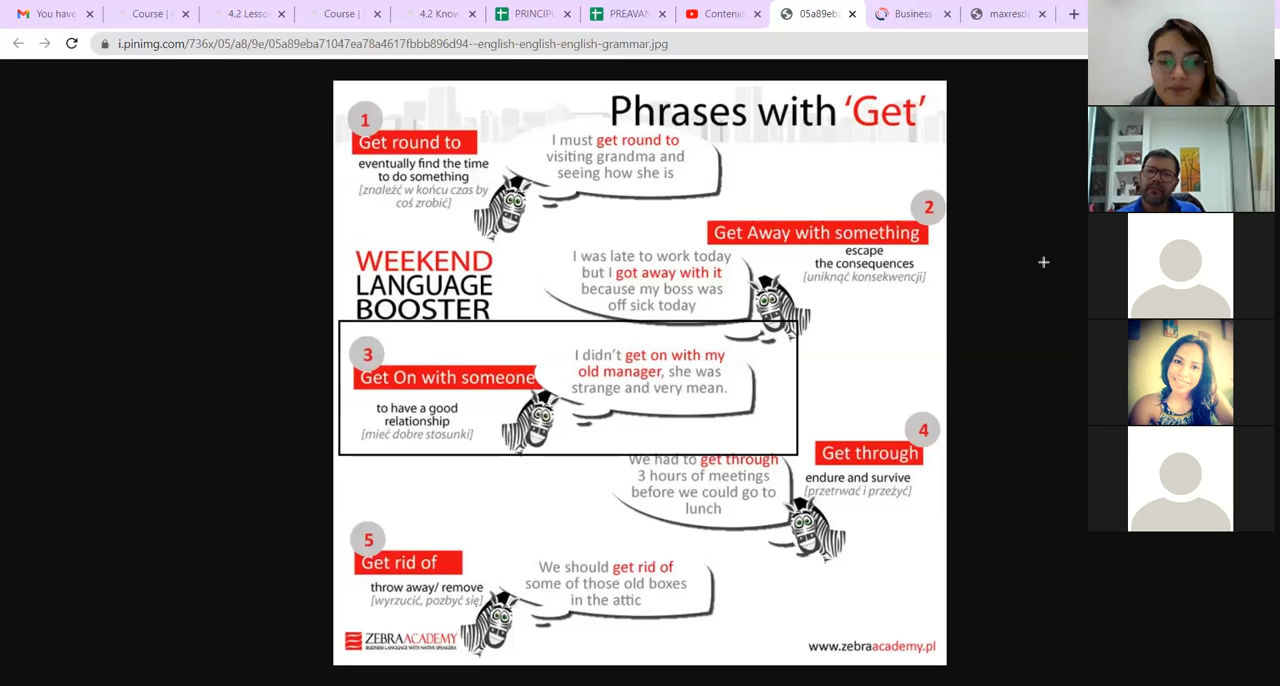 You have
Course |
4.2 Lesso
Course |
4.2 Know
PRINCIPI
PREAVAN
Contenid
05a89eb
Business
maxresde
i.pinimg.com/736x/05/a8/9e/05a89eba71047ea78a4617fbbb896d94--english-english-english-grammar.jpg
Phrases with 'Get'
1
Get round to
eventually find the time
to do something
[znaleźć w końcu czas by
coś zrobić]
I must get round to
visiting grandma and
seeing how she is
2
Get Away with something
escape
the consequences
[uniknąć konsekwencji]
I was late to work today
but I got away with it
because my boss was
off sick today
WEEKEND
LANGUAGE
BOOSTER
3
Get On with someone
to have a good
relationship
[mieć dobre stosunki]
I didn't get on with my
old manager, she was
strange and very mean.
4
Get through
endure and survive
[przetrwać i przeżyć]
We had to get through
3 hours of meetings
before we could go to
lunch
5
Get rid of
throw away/ remove
[wyrzucić, pozbyć się]
We should get rid of
some of those old boxes
in the attic
ZEBRAACADEMY
BUSINESS LANGUAGE WITH NATIVE SPEAKERS
www.zebraacademy.pl